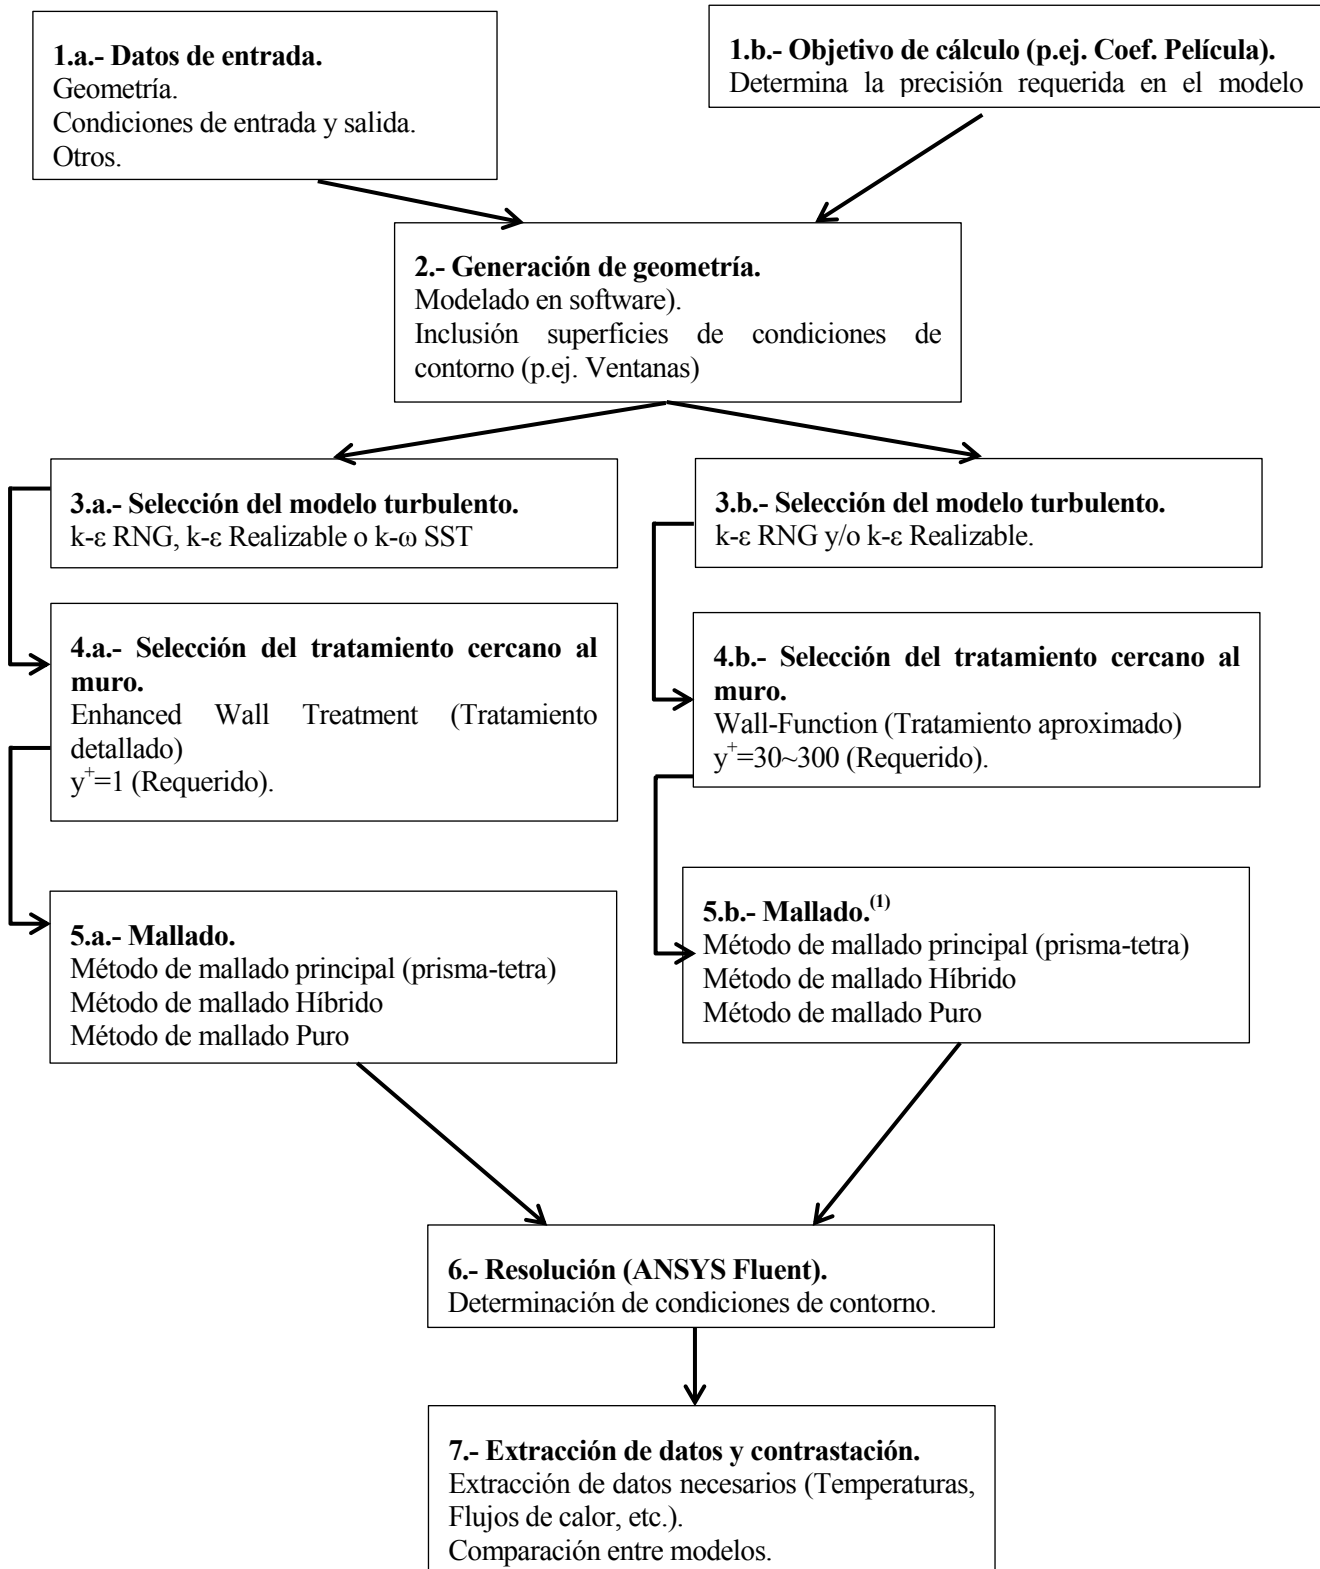 1.a.- Datos de entrada.
Geometría.
Condiciones de entrada y salida.
Otros.
1.b.- Objetivo de cálculo (p.ej. Coef. Película).
Determina la precisión requerida en el modelo
2.- Generación de geometría.
Modelado en software).
Inclusión superficies de condiciones de
contorno (p.ej. Ventanas)
3.a.- Selección del modelo turbulento.
k-ε RNG, k-ε Realizable o k-ω SST
3.b.- Selección del modelo turbulento.
k-ε RNG y/o k-ε Realizable.
4.a.- Selección del tratamiento cercano al
muro.
Enhanced Wall Treatment (Tratamiento
detallado)
y+=1 (Requerido).
4.b.- Selección del tratamiento cercano al
muro.
Wall-Function (Tratamiento aproximado)
y+=30~300 (Requerido).
5.a.- Mallado.
Método de mallado principal (prisma-tetra)
Método de mallado Híbrido
Método de mallado Puro
5.b.- Mallado.(1)
Método de mallado principal (prisma-tetra)
Método de mallado Híbrido
Método de mallado Puro
6.- Resolución (ANSYS Fluent).
Determinación de condiciones de contorno.
7.- Extracción de datos y contrastación.
Extracción de datos necesarios (Temperaturas,
Flujos de calor, etc.).
Comparación entre modelos.